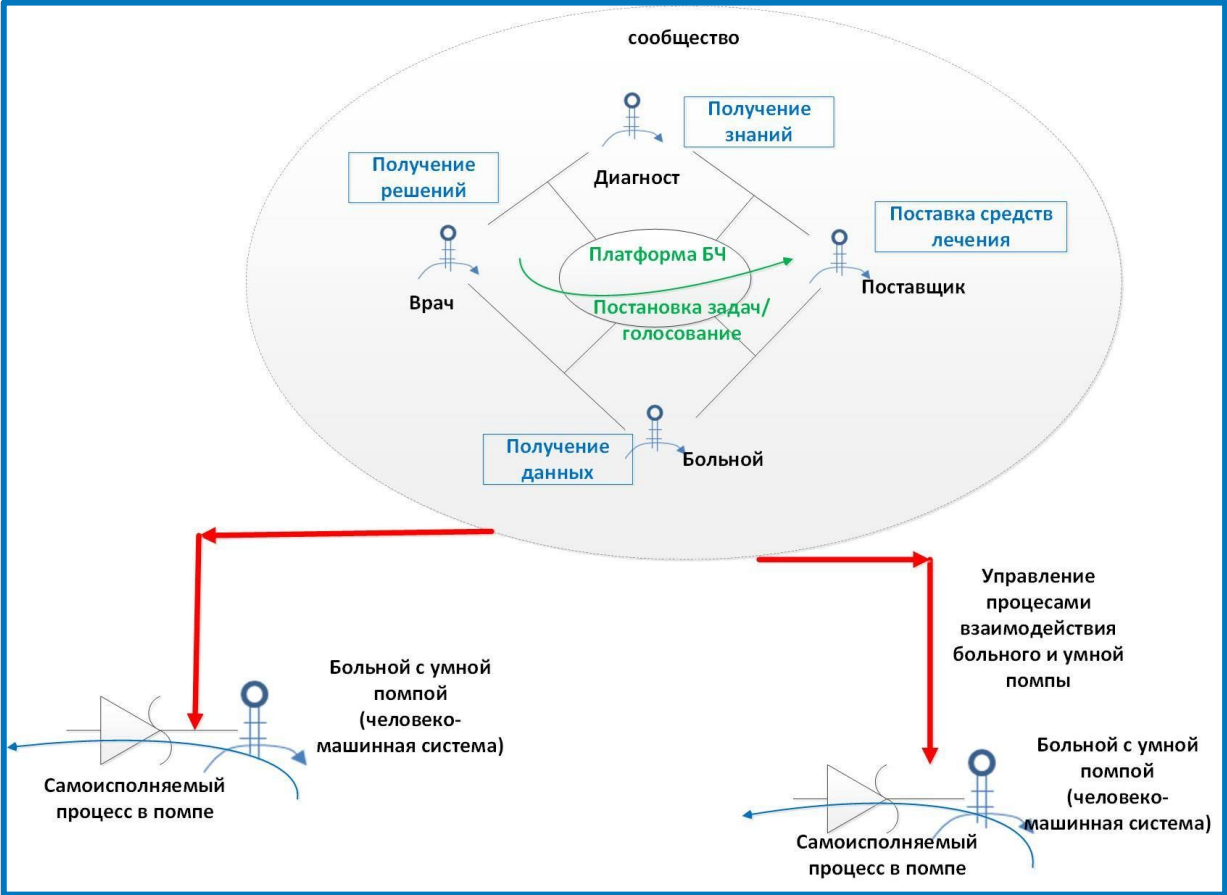 сообщество
Получение
знаний
Диагност
Получение
решений
Врач
Платформа БЧ
Постановка задач/
голосование
Поставка средств
лечения
Поставщик
Получение
данных
Больной
Управление
процесами
взаимодействия
больного и умной
помпы
Больной с умной
помпой
(человеко-
машинная система)
Самоисполняемый
процесс в помпе
Больной с умной
помпой
(человеко-
машинная система)
Самоисполняемый
процесс в помпе